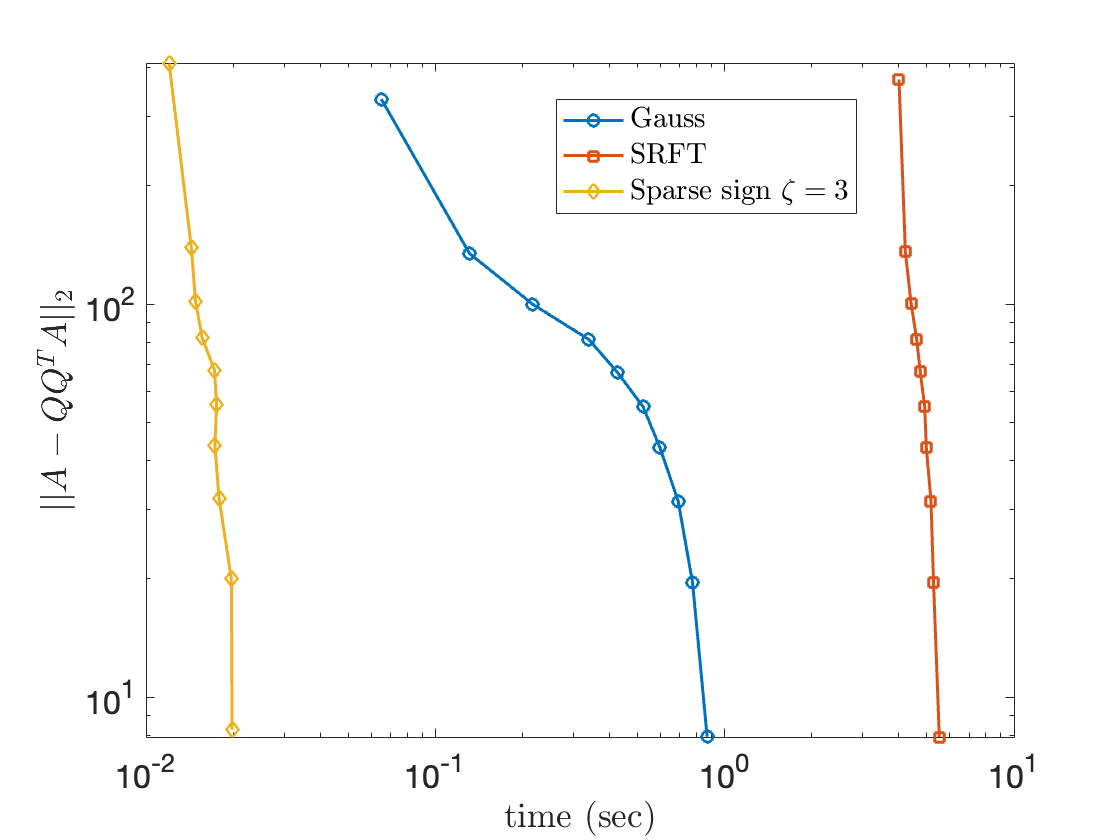 ||A − QQ^T A||_2
10^2
10^1
Gauss
SRFT
Sparse sign ζ = 3
10^-2
10^-1
10^0
10^1
time (sec)